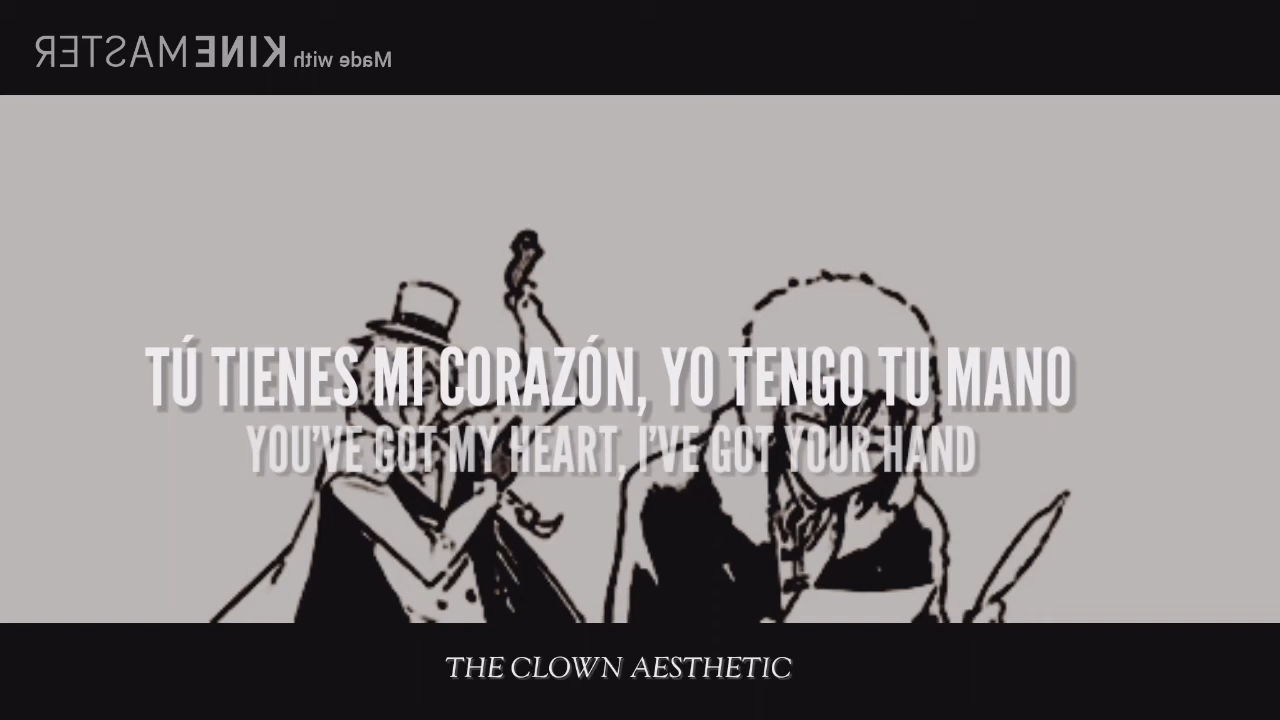 Made with KINEMASTER
TÚ TIENES MI CORAZÓN, YO TENGO TU MANO
YOU'VE GOT MY HEART, I'VE GOT YOUR HAND
THE CLOWN AESTHETIC